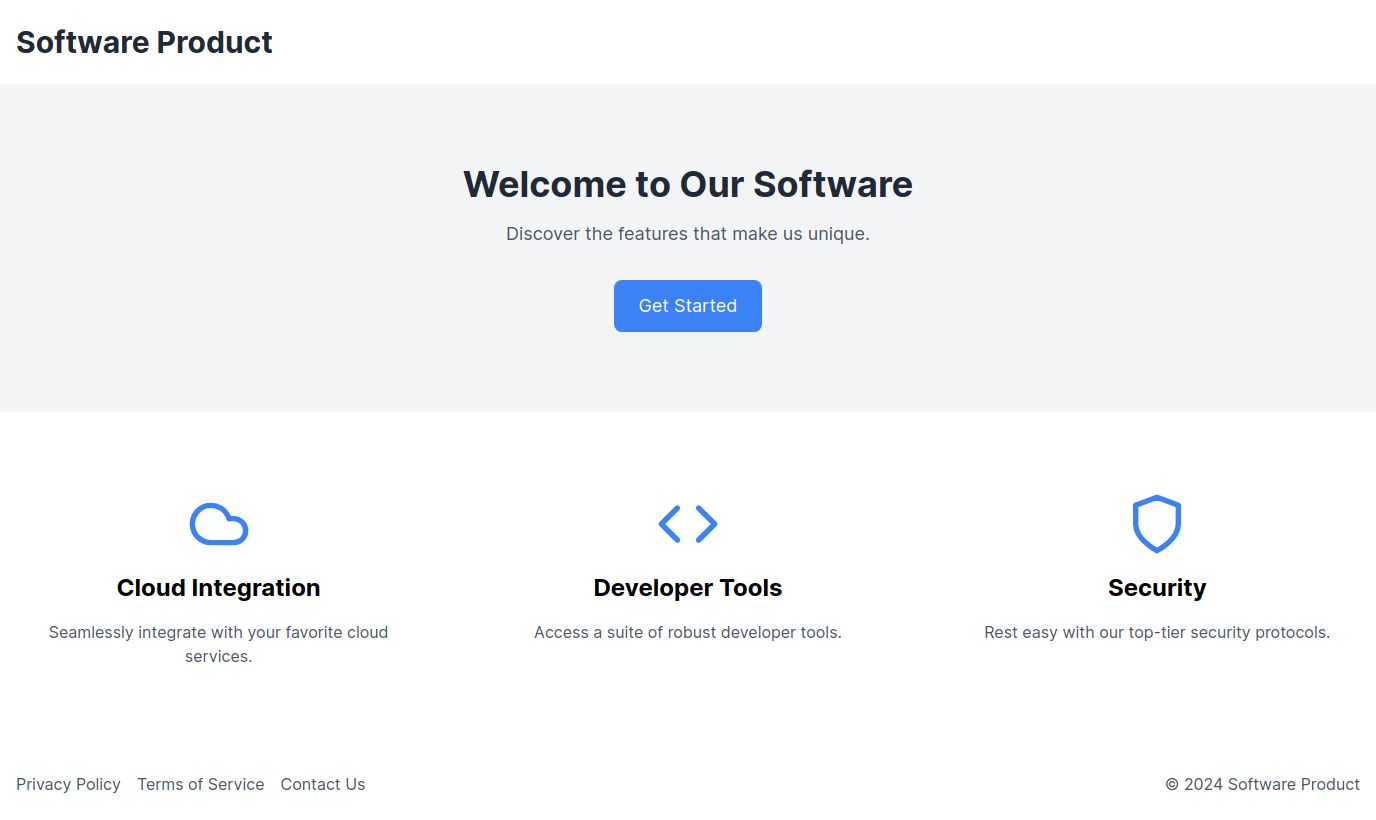 Software Product
Welcome to Our Software
Discover the features that make us unique.
Get Started
Cloud Integration
Seamlessly integrate with your favorite cloud
services.
Developer Tools
Access a suite of robust developer tools.
Security
Rest easy with our top-tier security protocols.
Privacy Policy Terms of Service Contact Us
© 2024 Software Product